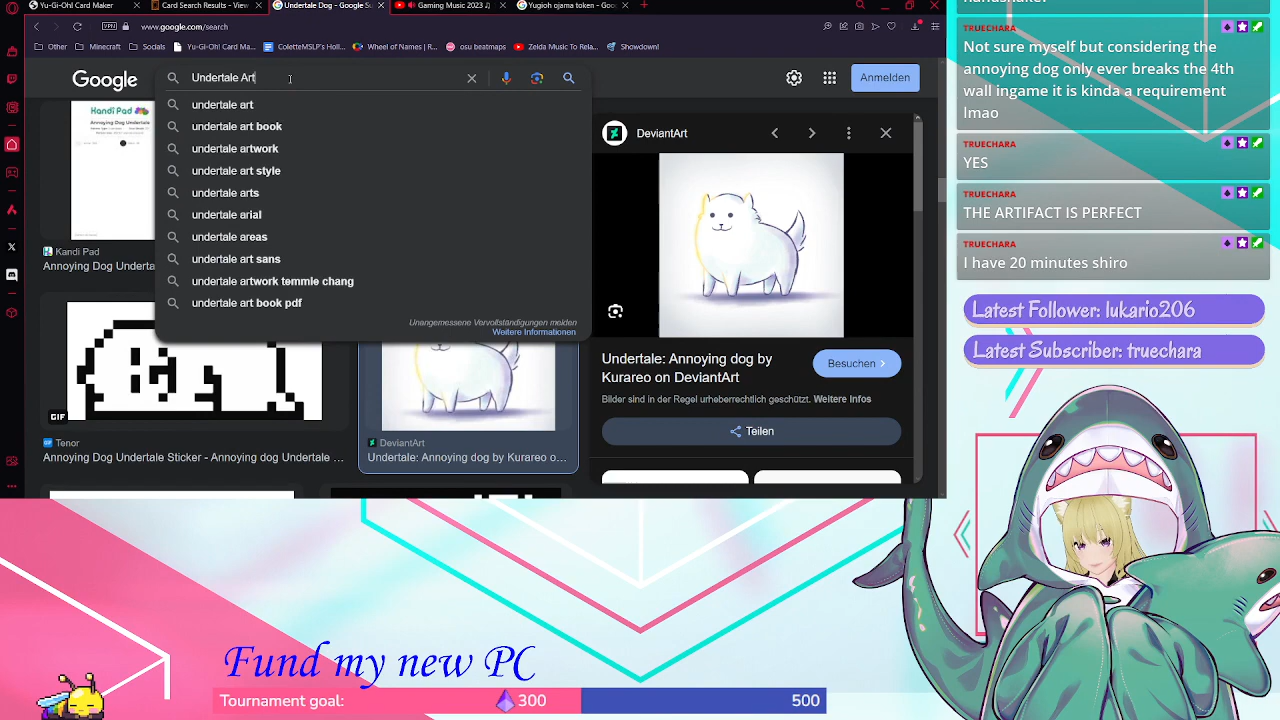 Yu-Gi-Oh! Card Maker
Card Search Results - View
Undertale Dog - Google Su
Gaming Music 2023
Yugioh ojama token - Goo
VPN
www.google.com/search
Other
Minecraft
Socials
Yu-Gi-Oh! Card Ma...
ColetteMSLP's Holl...
Wheel of Names | R...
osu beatmaps
Zelda Music To Rela...
Showdown!
Google
Undertale Art
Anmelden
undertale art
undertale art book
undertale artwork
undertale art style
undertale arts
undertale arial
undertale areas
undertale art sans
undertale artwork temmie chang
undertale art book pdf
Unangemessene Vervollständigungen melden
Weitere Informationen
Kandi Pad
Annoying Dog Undertale
Kandi Pad
Annoying Dog Underta
GIF
Tenor
Annoying Dog Undertale Sticker - Annoying dog Undertale ...
DeviantArt
Undertale: Annoying dog by Kurareo o...
DeviantArt
Undertale: Annoying dog by
Kurareo on DeviantArt
Besuchen
Bilder sind in der Regel urheberrechtlich geschützt. Weitere Infos
Teilen
TRUECHARA
Not sure myself but considering the
annoying dog only ever breaks the 4th
wall ingame it is kinda a requirement
lmao
TRUECHARA
YES
TRUECHARA
THE ARTIFACT IS PERFECT
TRUECHARA
I have 20 minutes shiro
Latest Follower: lukario206
Latest Subscriber: truechara
Fund my new PC
Tournament goal:
300
500